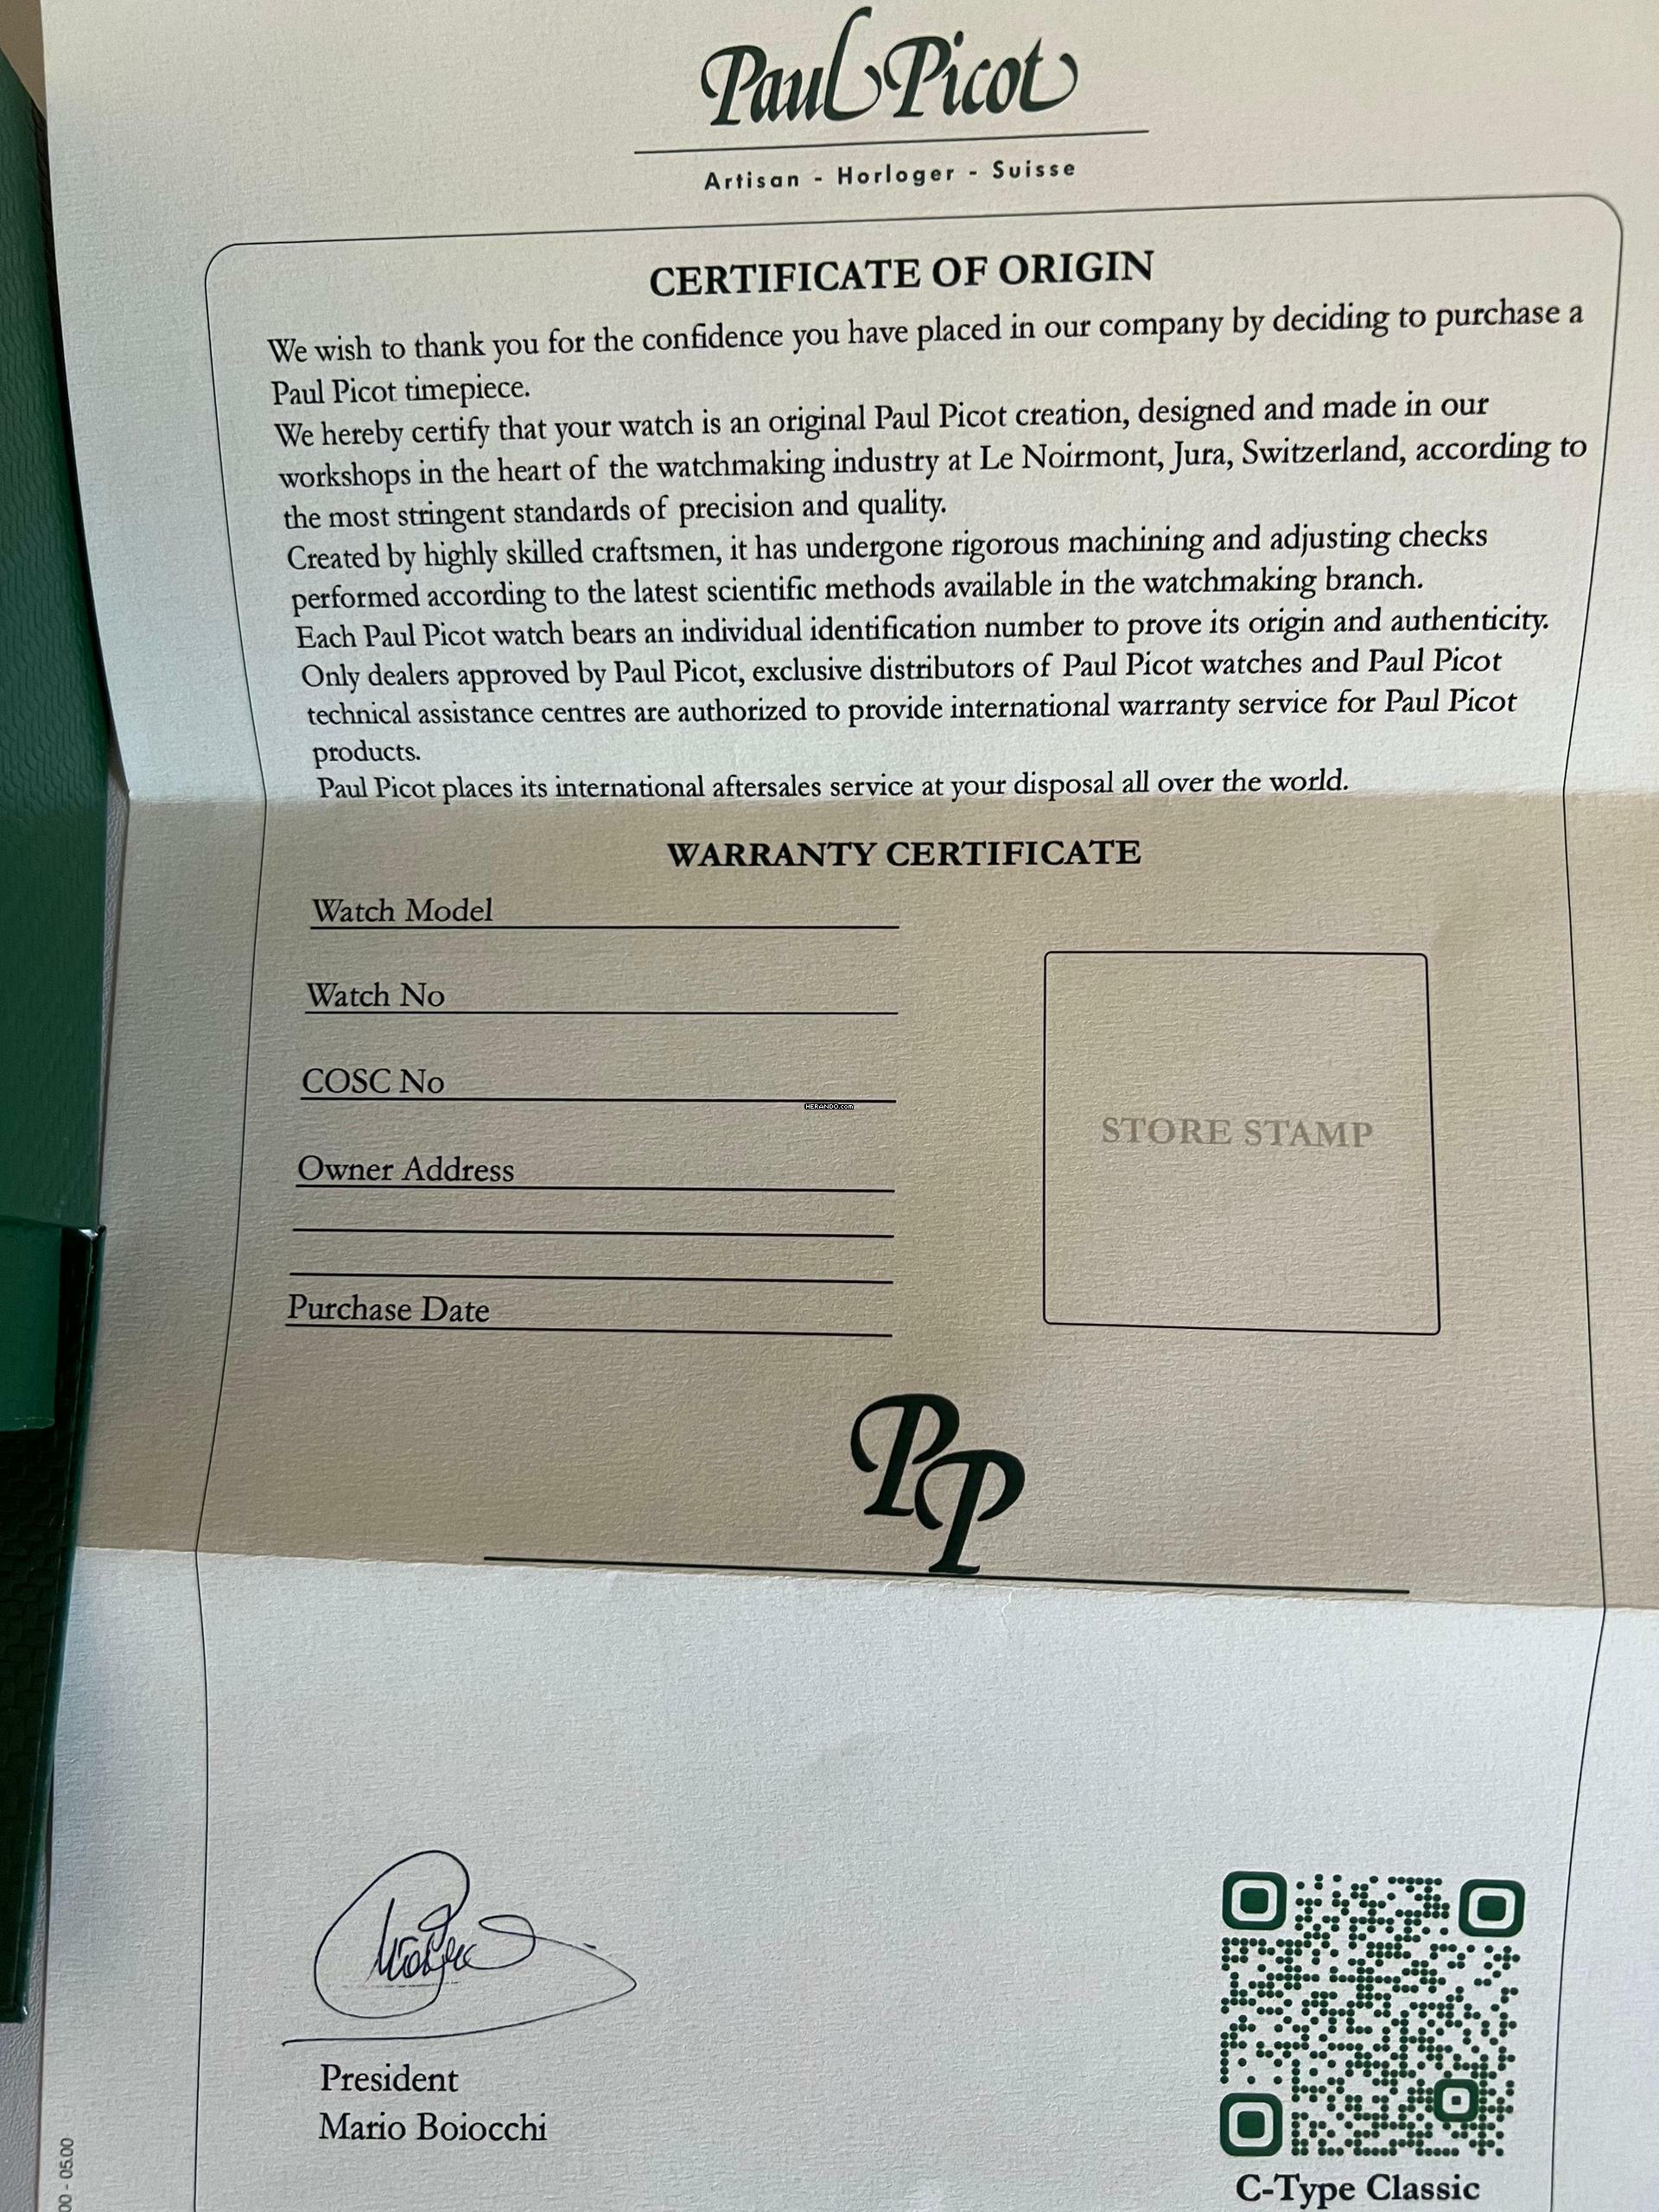 Paul Picot
Artisan - Horloger - Suisse
CERTIFICATE OF ORIGIN
We wish to thank you for the confidence you have placed in our company by deciding to purchase a
Paul Picot timepiece.
We hereby certify that your watch is an original Paul Picot creation, designed and made in our
workshops in the heart of the watchmaking industry at Le Noirmont, Jura, Switzerland, according to
the most stringent standards of precision and quality.
Created by highly skilled craftsmen, it has undergone rigorous machining and adjusting checks
performed according to the latest scientific methods available in the watchmaking branch.
Each Paul Picot watch bears an individual identification number to prove its origin and authenticity.
Only dealers approved by Paul Picot, exclusive distributors of Paul Picot watches and Paul Picot
technical assistance centres are authorized to provide international warranty service for Paul Picot
products.
Paul Picot places its international aftersales service at your disposal all over the world.
WARRANTY CERTIFICATE
Watch Model
Watch No
COSC No
HERANDO.com
Owner Address
Purchase Date
STORE STAMP
PP
President
Mario Boiocchi
C-Type Classic
00 - 05.00